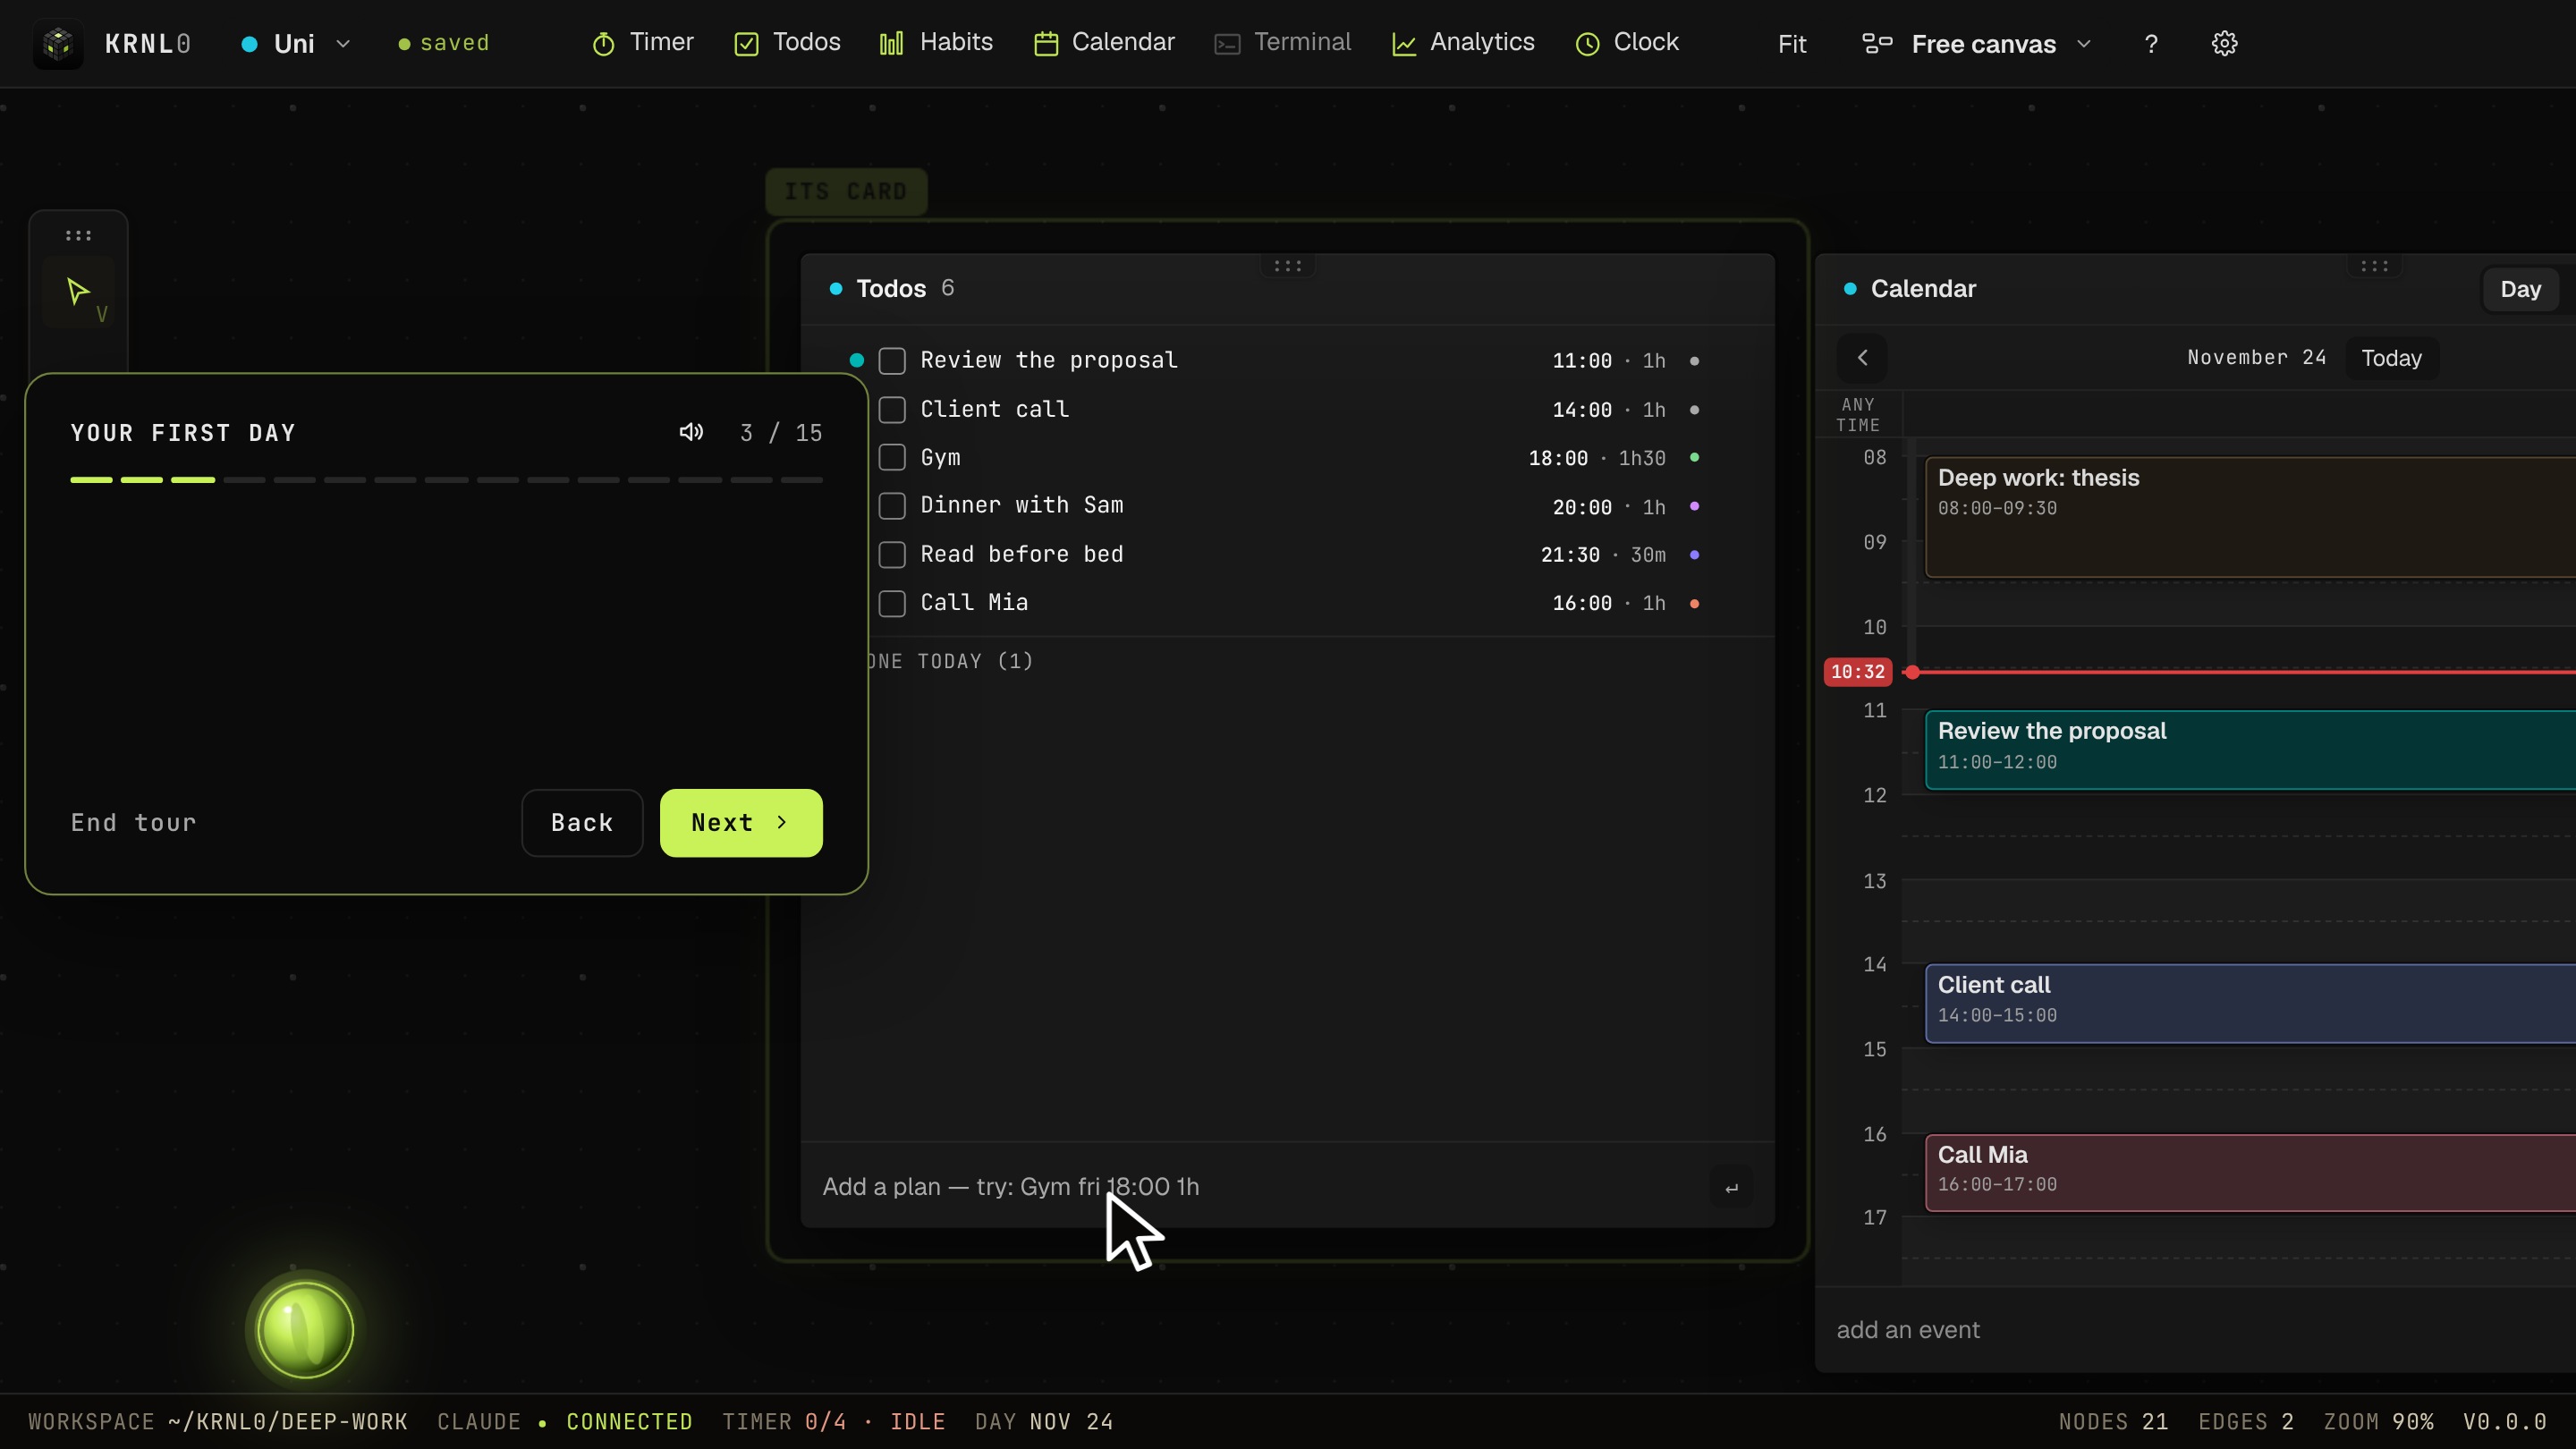 KRNL0 Uni saved Timer Todos Habits Calendar Terminal Analytics Clock Fit Free canvas ?
ITS CARD
V
YOUR FIRST DAY 3 / 15
End tour Back Next
Todos 6
Review the proposal 11:00 · 1h
Client call 14:00 · 1h
Gym 18:00 · 1h30
Dinner with Sam 20:00 · 1h
Read before bed 21:30 · 30m
Call Mia 16:00 · 1h
ONE TODAY (1)
Add a plan — try: Gym fri 18:00 1h
Calendar Day
November 24 Today
ANY
TIME
08
Deep work: thesis
08:00–09:30
09
10
10:32
11
Review the proposal
11:00–12:00
12
13
14
Client call
14:00–15:00
15
16
Call Mia
16:00–17:00
17
add an event
WORKSPACE ~/KRNL0/DEEP-WORK CLAUDE • CONNECTED TIMER 0/4 · IDLE DAY NOV 24 NODES 21 EDGES 2 ZOOM 90% V0.0.0